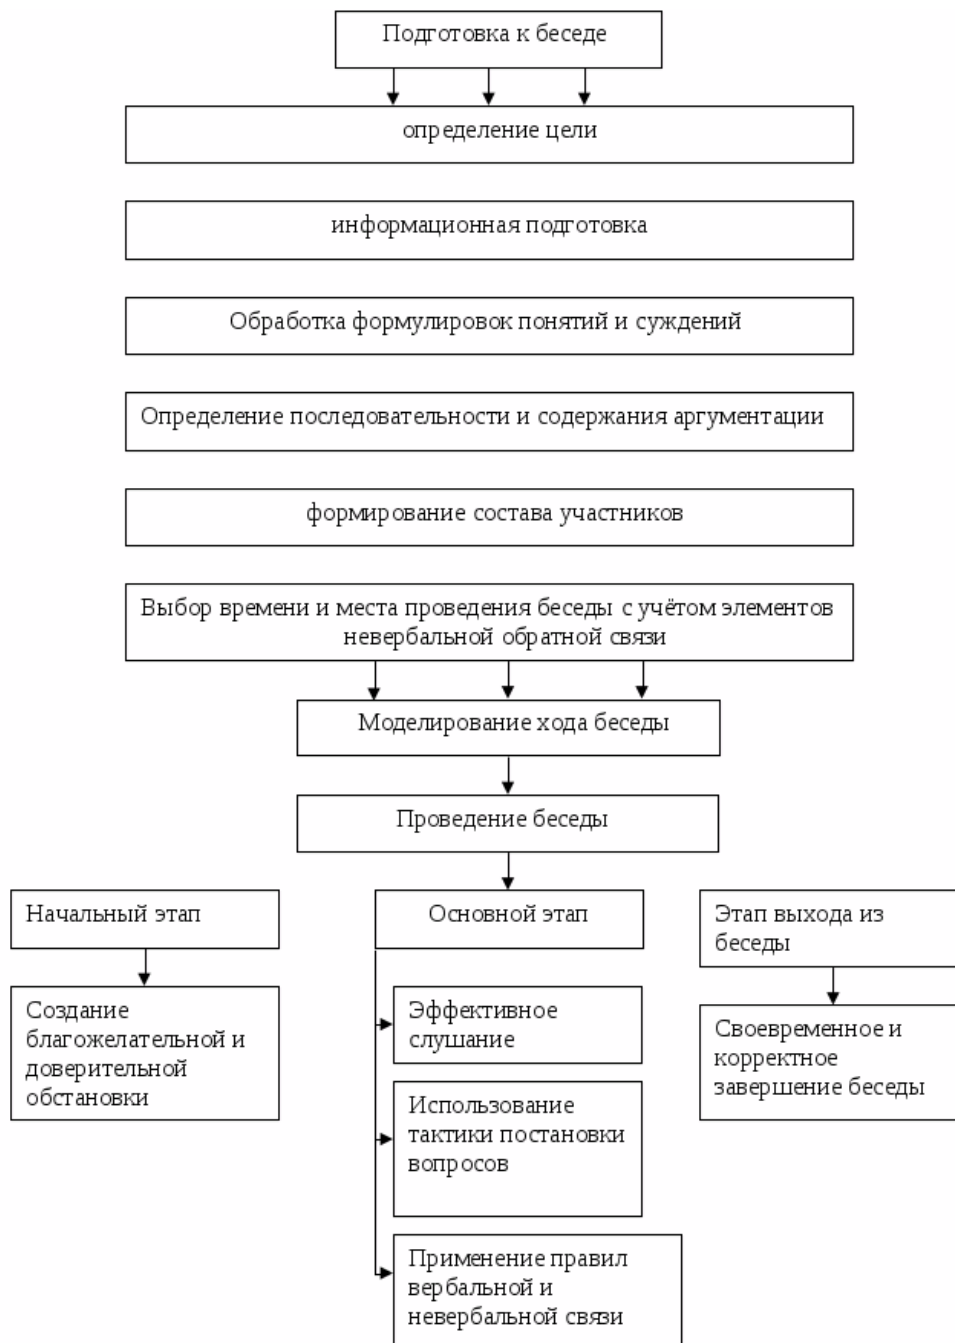 Подготовка к беседе
определение цели
информационная подготовка
Обработка формулировок понятий и суждений
Определение последовательности и содержания аргументации
формирование состава участников
Выбор времени и места проведения беседы с учётом элементов
невербальной обратной связи
Моделирование хода беседы
Проведение беседы
Начальный этап
Создание
благожелательной и
доверительной
обстановки
Основной этап
Эффективное
слушание
Использование
тактики постановки
вопросов
Применение правил
вербальной и
невербальной связи
Этап выхода из
беседы
Своевременное и
корректное
завершение беседы